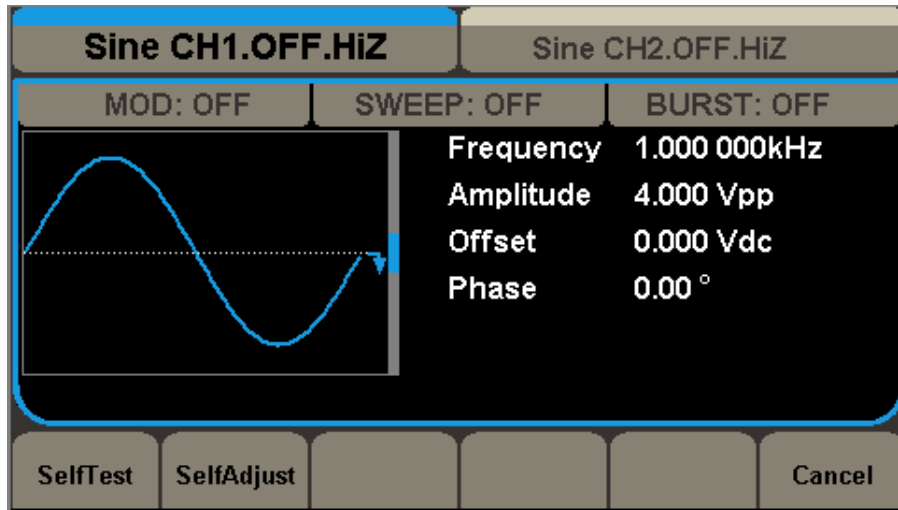 Sine CH1.OFF.HiZ
Sine CH2.OFF.HiZ
MOD: OFF
SWEEP: OFF
BURST: OFF
Frequency 1.000 000kHz
Amplitude 4.000 Vpp
Offset 0.000 Vdc
Phase 0.00 °
SelfTest
SelfAdjust
Cancel